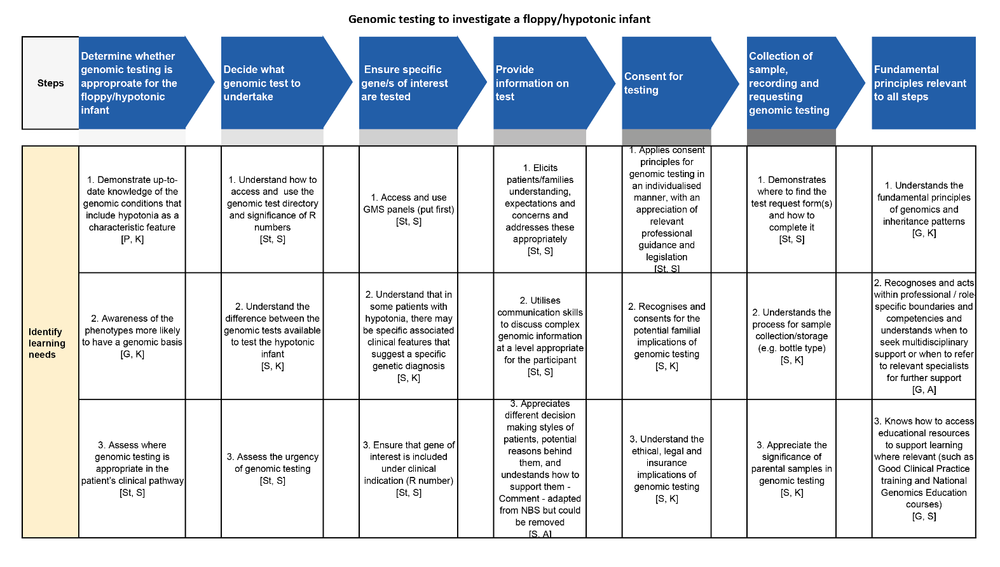 Genomic testing to investigate a floppy/hypotonic infant
Steps
Determine whether
genomic testing is
approproate for the
floppy/hypotonic
infant
Decide what
genomic test to
undertake
Ensure specific
gene/s of interest
are tested
Provide
information on
test
Consent for
testing
Collection of
sample,
recording and
requesting
genomic testing
Fundamental
principles relevant
to all steps
Identify
learning
needs
1. Demonstrate up-to-
date knowledge of the
genomic conditions that
include hypotonia as a
characteristic feature
[P, K]
1. Understand how to
access and use the
genomic test directory
and significance of R
numbers
[St, S]
1. Access and use
GMS panels (put first)
[St, S]
1. Elicits
patients/families
understanding,
expectations and
concerns and
addresses these
appropriately
[St, S]
1. Applies consent
principles for
genomic testing in
an individualised
manner, with an
appreciation of
relevant
professional
guidance and
legislation
[St, S]
1. Demonstrates
where to find the
test request form(s)
and how to
complete it
[St, S]
1. Understands the
fundamental principles
of genomics and
inheritance patterns
[G, K]
2. Awareness of the
phenotypes more likely
to have a genomic basis
[G, K]
2. Understand the
difference between the
genomic tests available
to test the hypotonic
infant
[S, K]
2. Understand that in
some patients with
hypotonia, there may
be specific associated
clinical features that
suggest a specific
genetic diagnosis
[S, K]
2. Utilises
communication skills
to discuss complex
genomic information
at a level appropriate
for the participant
[St, S]
2. Recognises and
consents for the
potential familial
implications of
genomic testing
[S, K]
2. Understands the
process for sample
collection/storage
(e.g. bottle type)
[S, K]
2. Recognoses and acts
within professional / role-
specific boundaries and
competencies and
understands when to
seek multidisciplinary
support or when to refer
to relevant specialists
for further support
[G, A]
3. Assess where
genomic testing is
appropriate in the
patient's clinical pathway
[St, S]
3. Assess the urgency
of genomic testing
[St, S]
3. Ensure that gene of
interest is included
under clinical
indication (R number)
[St, S]
3. Appreciates
different decision
making styles of
patients, potential
reasons behind
them, and
undestands how to
support them -
Comment - adapted
from NBS but could
be removed
[S, A]
3. Understand the
ethical, legal and
insurance
implications of
genomic testing
[S, K]
3. Appreciate the
significance of
parental samples in
genomic testing
[S, K]
3. Knows how to access
educational resources
to support learning
where relevant (such as
Good Clinical Practice
training and National
Genomics Education
courses)
[G, S]